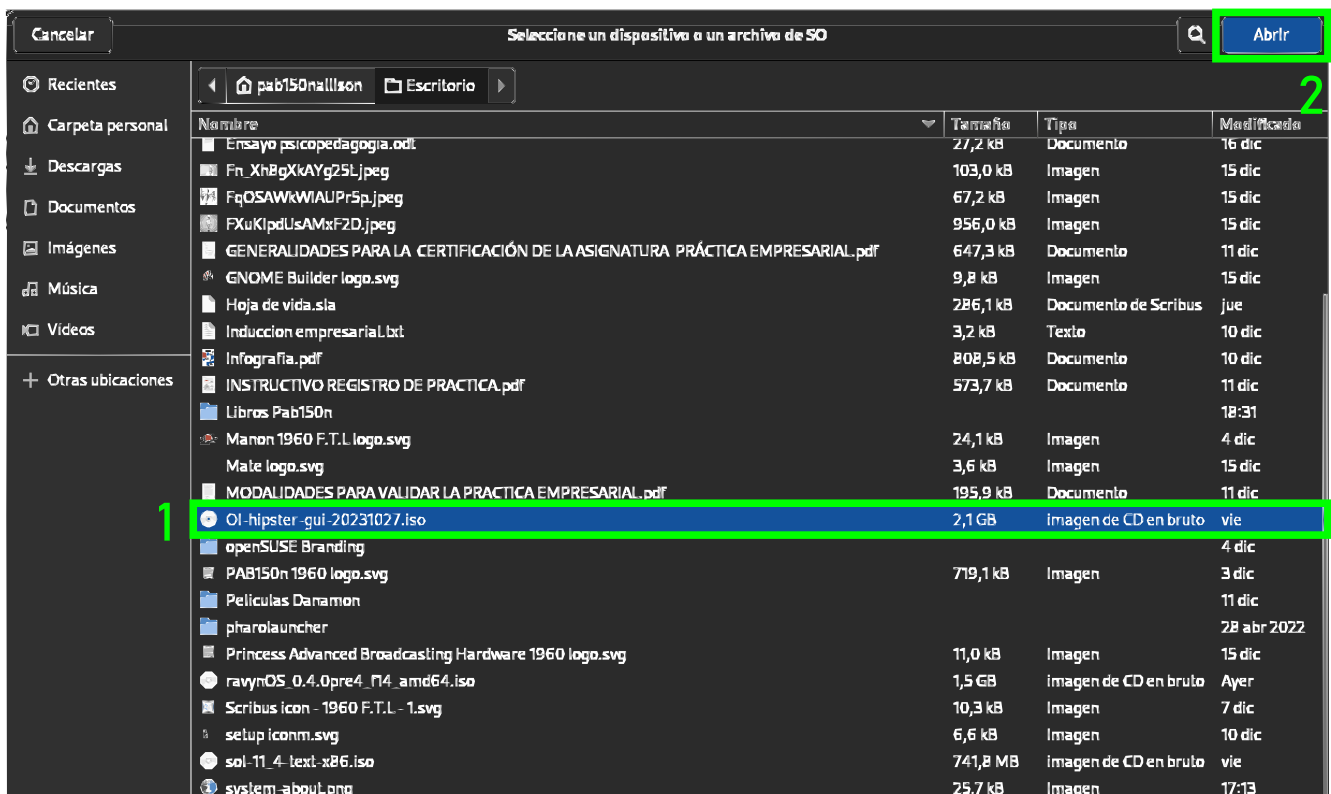 Cancelar Seleccione un dispositivo o un archivo de SO Abrir
2
Recientes
Carpeta personal
Descargas
Documentos
Imágenes
Música
Vídeos
Otras ubicaciones
pab150nallison Escritorio
Nombre Tamaño Tipo Modificado
Ensayo psicopedagogia.odt 27,2 kB Documento 16 dic
Fn_XhBgXkAYg25L.jpeg 103,0 kB Imagen 15 dic
FqOSAWkWIAUPr5p.jpeg 67,2 kB Imagen 15 dic
FXuKIpdUsAMxF2D.jpeg 956,0 kB Imagen 15 dic
GENERALIDADES PARA LA CERTIFICACIÓN DE LA ASIGNATURA PRÁCTICA EMPRESARIAL.pdf 647,3 kB Documento 11 dic
GNOME Builder logo.svg 9,8 kB Imagen 15 dic
Hoja de vida.sla 286,1 kB Documento de Scribus jue
Induccion empresarial.txt 3,2 kB Texto 10 dic
Infografía.pdf 808,5 kB Documento 10 dic
INSTRUCTIVO REGISTRO DE PRACTICA.pdf 573,7 kB Documento 11 dic
Libros Pab150n 18:31
Manon 1960 F.T.L logo.svg 24,1 kB Imagen 4 dic
Mate logo.svg 3,6 kB Imagen 15 dic
MODALIDADES PARA VALIDAR LA PRACTICA EMPRESARIAL.pdf 195,9 kB Documento 11 dic
1
OI-hipster-gui-20231027.iso 2,1 GB imagen de CD en bruto vie
openSUSE Branding 4 dic
PAB150n 1960 logo.svg 719,1 kB Imagen 3 dic
Peliculas Danamon 11 dic
pharolauncher 28 abr 2022
Princess Advanced Broadcasting Hardware 1960 logo.svg 11,0 kB Imagen 15 dic
ravynOS_0.4.0pre4_f14_amd64.iso 1,5 GB imagen de CD en bruto Ayer
Scribus icon - 1960 F.T.L - 1.svg 10,3 kB Imagen 7 dic
setup iconm.svg 6,6 kB Imagen 10 dic
sol-11_4-text-x86.iso 741,8 MB imagen de CD en bruto vie
system-about.png 25,7 kB Imagen 17:13